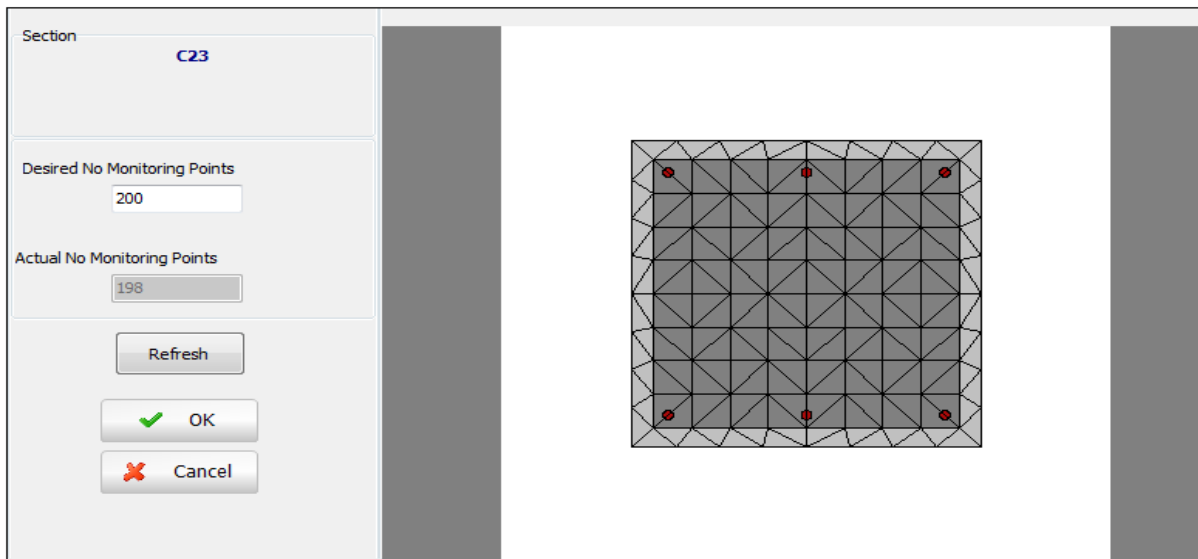 Section
C23
Desired No Monitoring Points
200
Actual No Monitoring Points
198
Refresh
OK
Cancel